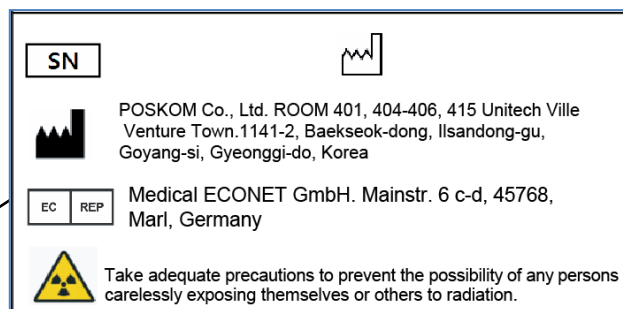 SN
POSKOM Co., Ltd. ROOM 401, 404-406, 415 Unitech Ville
Venture Town.1141-2, Baekseok-dong, Ilsandong-gu,
Goyang-si, Gyeonggi-do, Korea
EC REP
Medical ECONET GmbH. Mainstr. 6 c-d, 45768,
Marl, Germany
Take adequate precautions to prevent the possibility of any persons
carelessly exposing themselves or others to radiation.